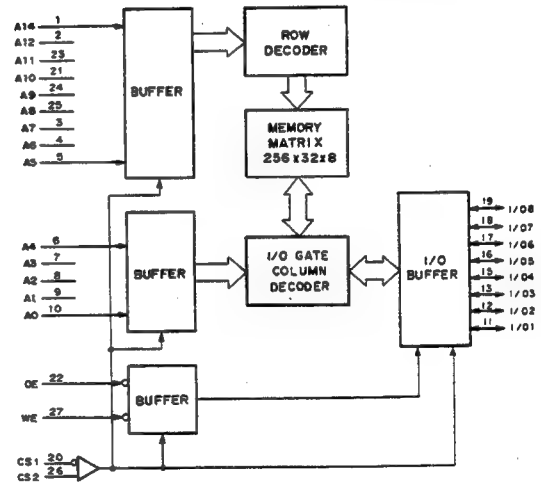 A14 1
A12 2
A11 23
A10 21
A9 24
A8 25
A7 3
A6 4
A5 5
BUFFER
ROW
DECODER
MEMORY
MATRIX
256x32x8
A4 6
A3 7
A2 8
A1 9
A0 10
BUFFER
I/O GATE
COLUMN
DECODER
I/O
BUFFER
19 I/O8
18 I/O7
17 I/O6
16 I/O5
15 I/O4
13 I/O3
12 I/O2
11 I/O1
OE 22
WE 27
BUFFER
CS1 20
CS2 26